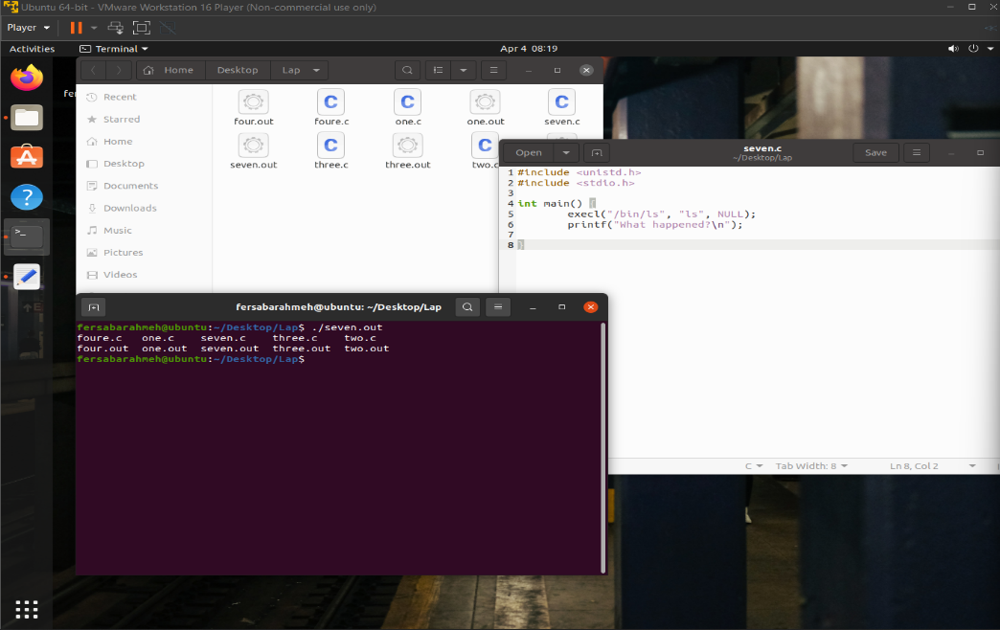 Ubuntu 64-bit - VMware Workstation 16 Player (Non-commercial use only)
Player
Activities
Terminal
Apr 4 08:19
Home
Desktop
Lap
fer
Recent
Starred
Home
Desktop
Documents
Downloads
Music
Pictures
Videos
four.out
foure.c
one.c
one.out
seven.c
seven.out
three.c
three.out
two.c
Open
seven.c
~/Desktop/Lap
Save
1 #include <unistd.h>
2 #include <stdio.h>
3
4 int main() {
5 execl("/bin/ls", "ls", NULL);
6 printf("What happened?\n");
7
8 }
C
Tab Width: 8
Ln 8, Col 2
fersabarahmeh@ubuntu: ~/Desktop/Lap
fersabarahmeh@ubuntu:~/Desktop/Lap$ ./seven.out
foure.c one.c seven.c three.c two.c
four.out one.out seven.out three.out two.out
fersabarahmeh@ubuntu:~/Desktop/Lap$